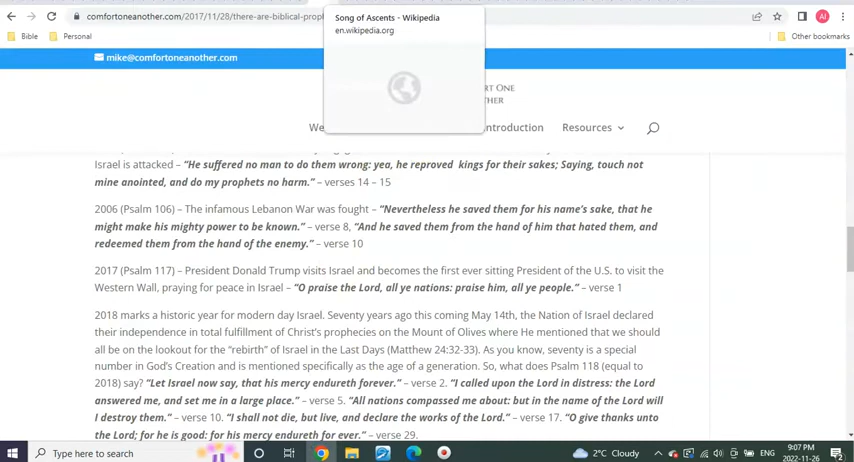 comfortoneanother.com/2017/11/28/there-are-biblical-proph
Song of Ascents - Wikipedia
en.wikipedia.org
AI
Bible
Personal
Other bookmarks
mike@comfortoneanother.com
RT ONE
HER
We
ntroduction
Resources
Israel is attacked – “He suffered no man to do them wrong: yea, he reproved kings for their sakes; Saying, touch not
mine anointed, and do my prophets no harm.” – verses 14 – 15
2006 (Psalm 106) – The infamous Lebanon War was fought – “Nevertheless he saved them for his name’s sake, that he
might make his mighty power to be known.” – verse 8, “And he saved them from the hand of him that hated them, and
redeemed them from the hand of the enemy.” – verse 10
2017 (Psalm 117) – President Donald Trump visits Israel and becomes the first ever sitting President of the U.S. to visit the
Western Wall, praying for peace in Israel – “O praise the Lord, all ye nations: praise him, all ye people.” – verse 1
2018 marks a historic year for modern day Israel. Seventy years ago this coming May 14th, the Nation of Israel declared
their independence in total fulfillment of Christ’s prophecies on the Mount of Olives where He mentioned that we should
all be on the lookout for the “rebirth” of Israel in the Last Days (Matthew 24:32-33). As you know, seventy is a special
number in God’s Creation and is mentioned specifically as the age of a generation. So, what does Psalm 118 (equal to
2018) say? “Let Israel now say, that his mercy endureth forever.” – verse 2. “I called upon the Lord in distress: the Lord
answered me, and set me in a large place.” – verse 5. “All nations compassed me about: but in the name of the Lord will
I destroy them.” – verse 10. “I shall not die, but live, and declare the works of the Lord.” – verse 17. “O give thanks unto
the Lord; for he is good: for his mercy endureth for ever.” – verse 29.
Type here to search
2°C Cloudy
ENG
9:07 PM
2022-11-26
2